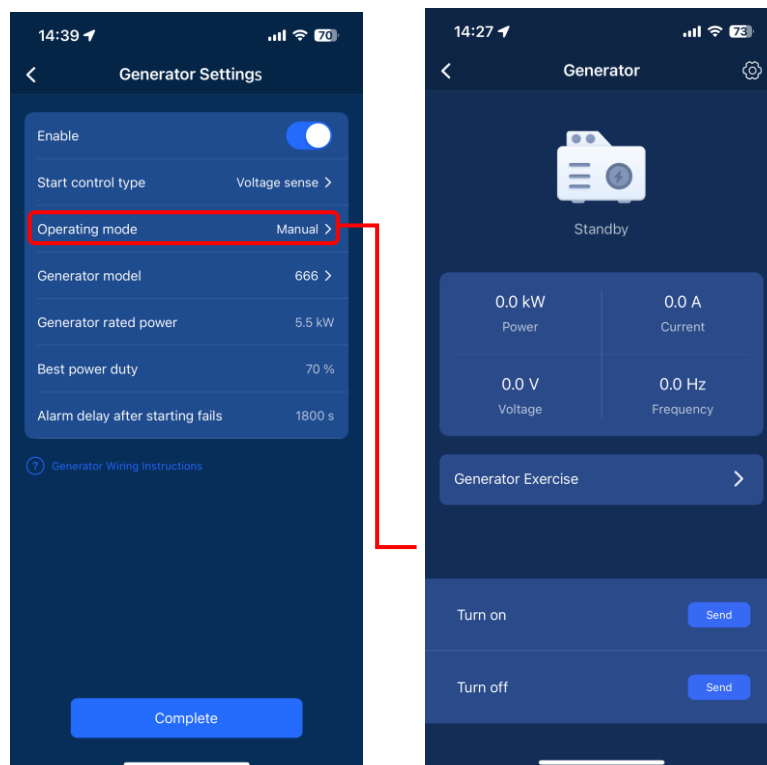 14:39
70
Generator Settings
Enable
Start control type Voltage sense
Operating mode Manual
Generator model 666
Generator rated power 5.5 kW
Best power duty 70 %
Alarm delay after starting fails 1800 s
? Generator Wiring Instructions
Complete
14:27
73
Generator
Standby
0.0 kW 0.0 A
Power Current
0.0 V 0.0 Hz
Voltage Frequency
Generator Exercise
Turn on Send
Turn off Send